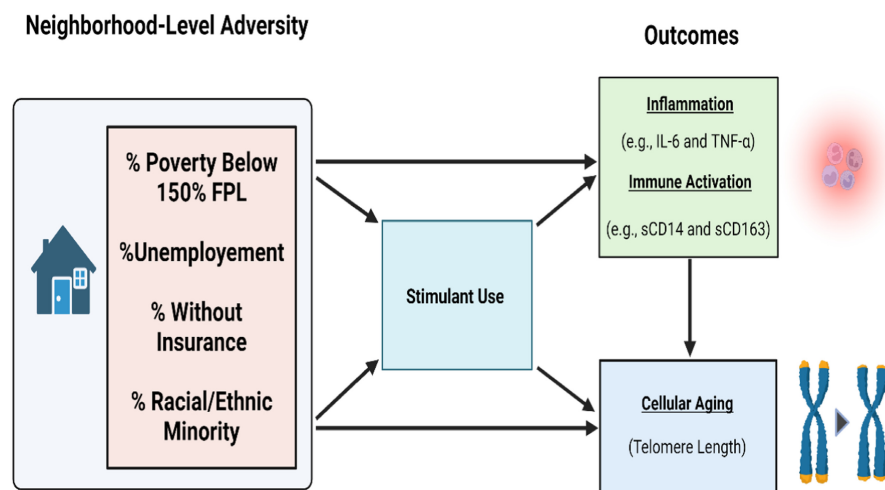 Neighborhood-Level Adversity
Outcomes
% Poverty Below
150% FPL
%Unemployement
% Without
Insurance
% Racial/Ethnic
Minority
Stimulant Use
Inflammation
(e.g., IL-6 and TNF-α)
Immune Activation
(e.g., sCD14 and sCD163)
Cellular Aging
(Telomere Length)